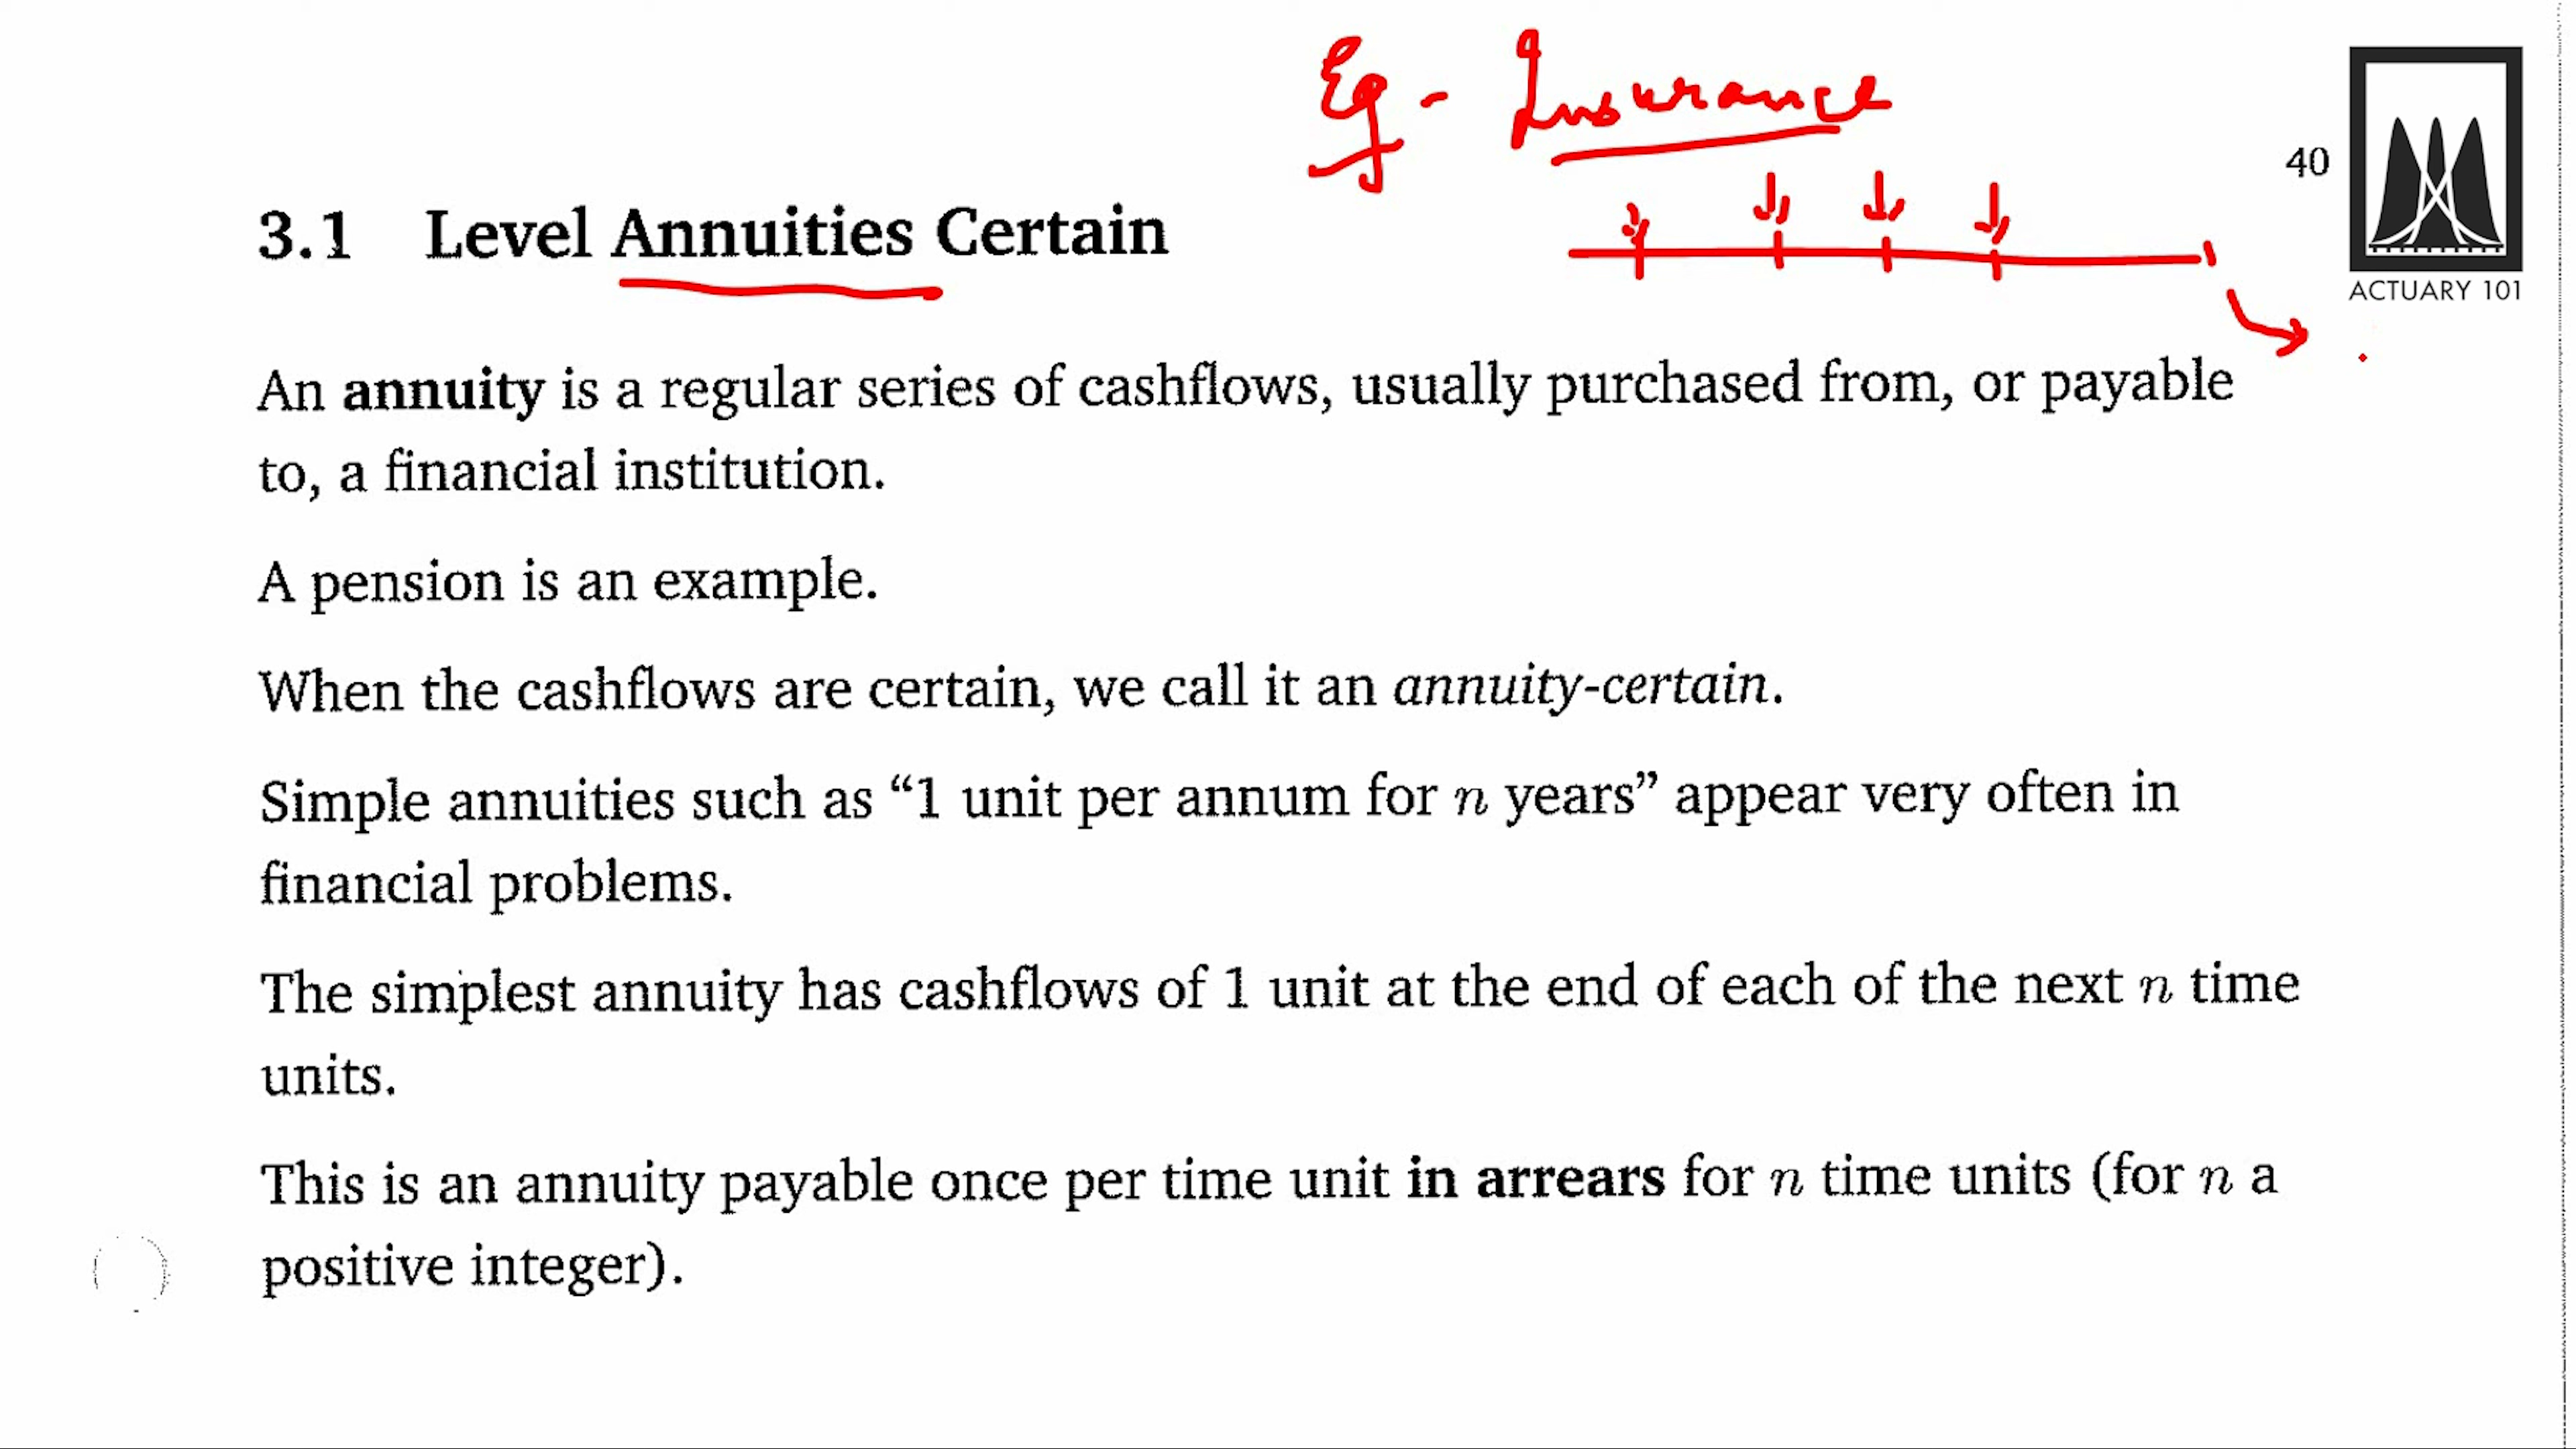 Eg - Insurance
40
ACTUARY 101
3.1 Level Annuities Certain
An annuity is a regular series of cashflows, usually purchased from, or payable
to, a financial institution.
A pension is an example.
When the cashflows are certain, we call it an annuity-certain.
Simple annuities such as “1 unit per annum for n years” appear very often in
financial problems.
The simplest annuity has cashflows of 1 unit at the end of each of the next n time
units.
This is an annuity payable once per time unit in arrears for n time units (for n a
positive integer).